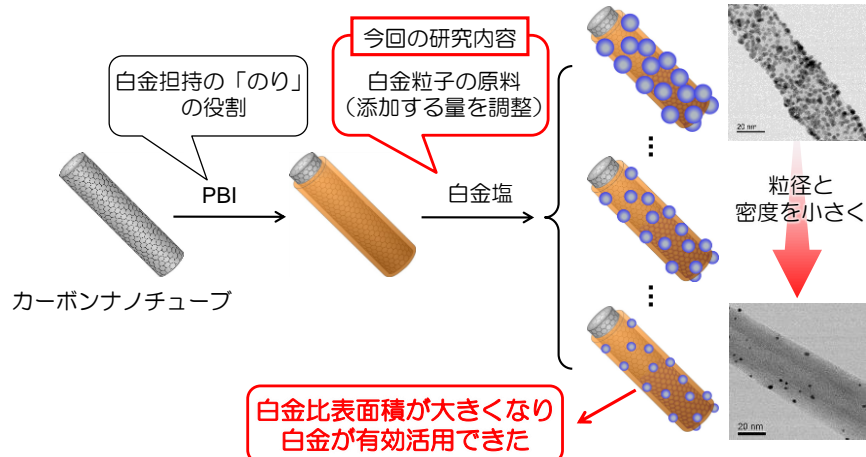 白金担持の「のり」
の役割
今回の研究内容
白金粒子の原料
(添加する量を調整)
PBI
白金塩
カーボンナノチューブ
20 nm
粒径と
密度を小さく
20 nm
白金比表面積が大きくなり
白金が有効活用できた